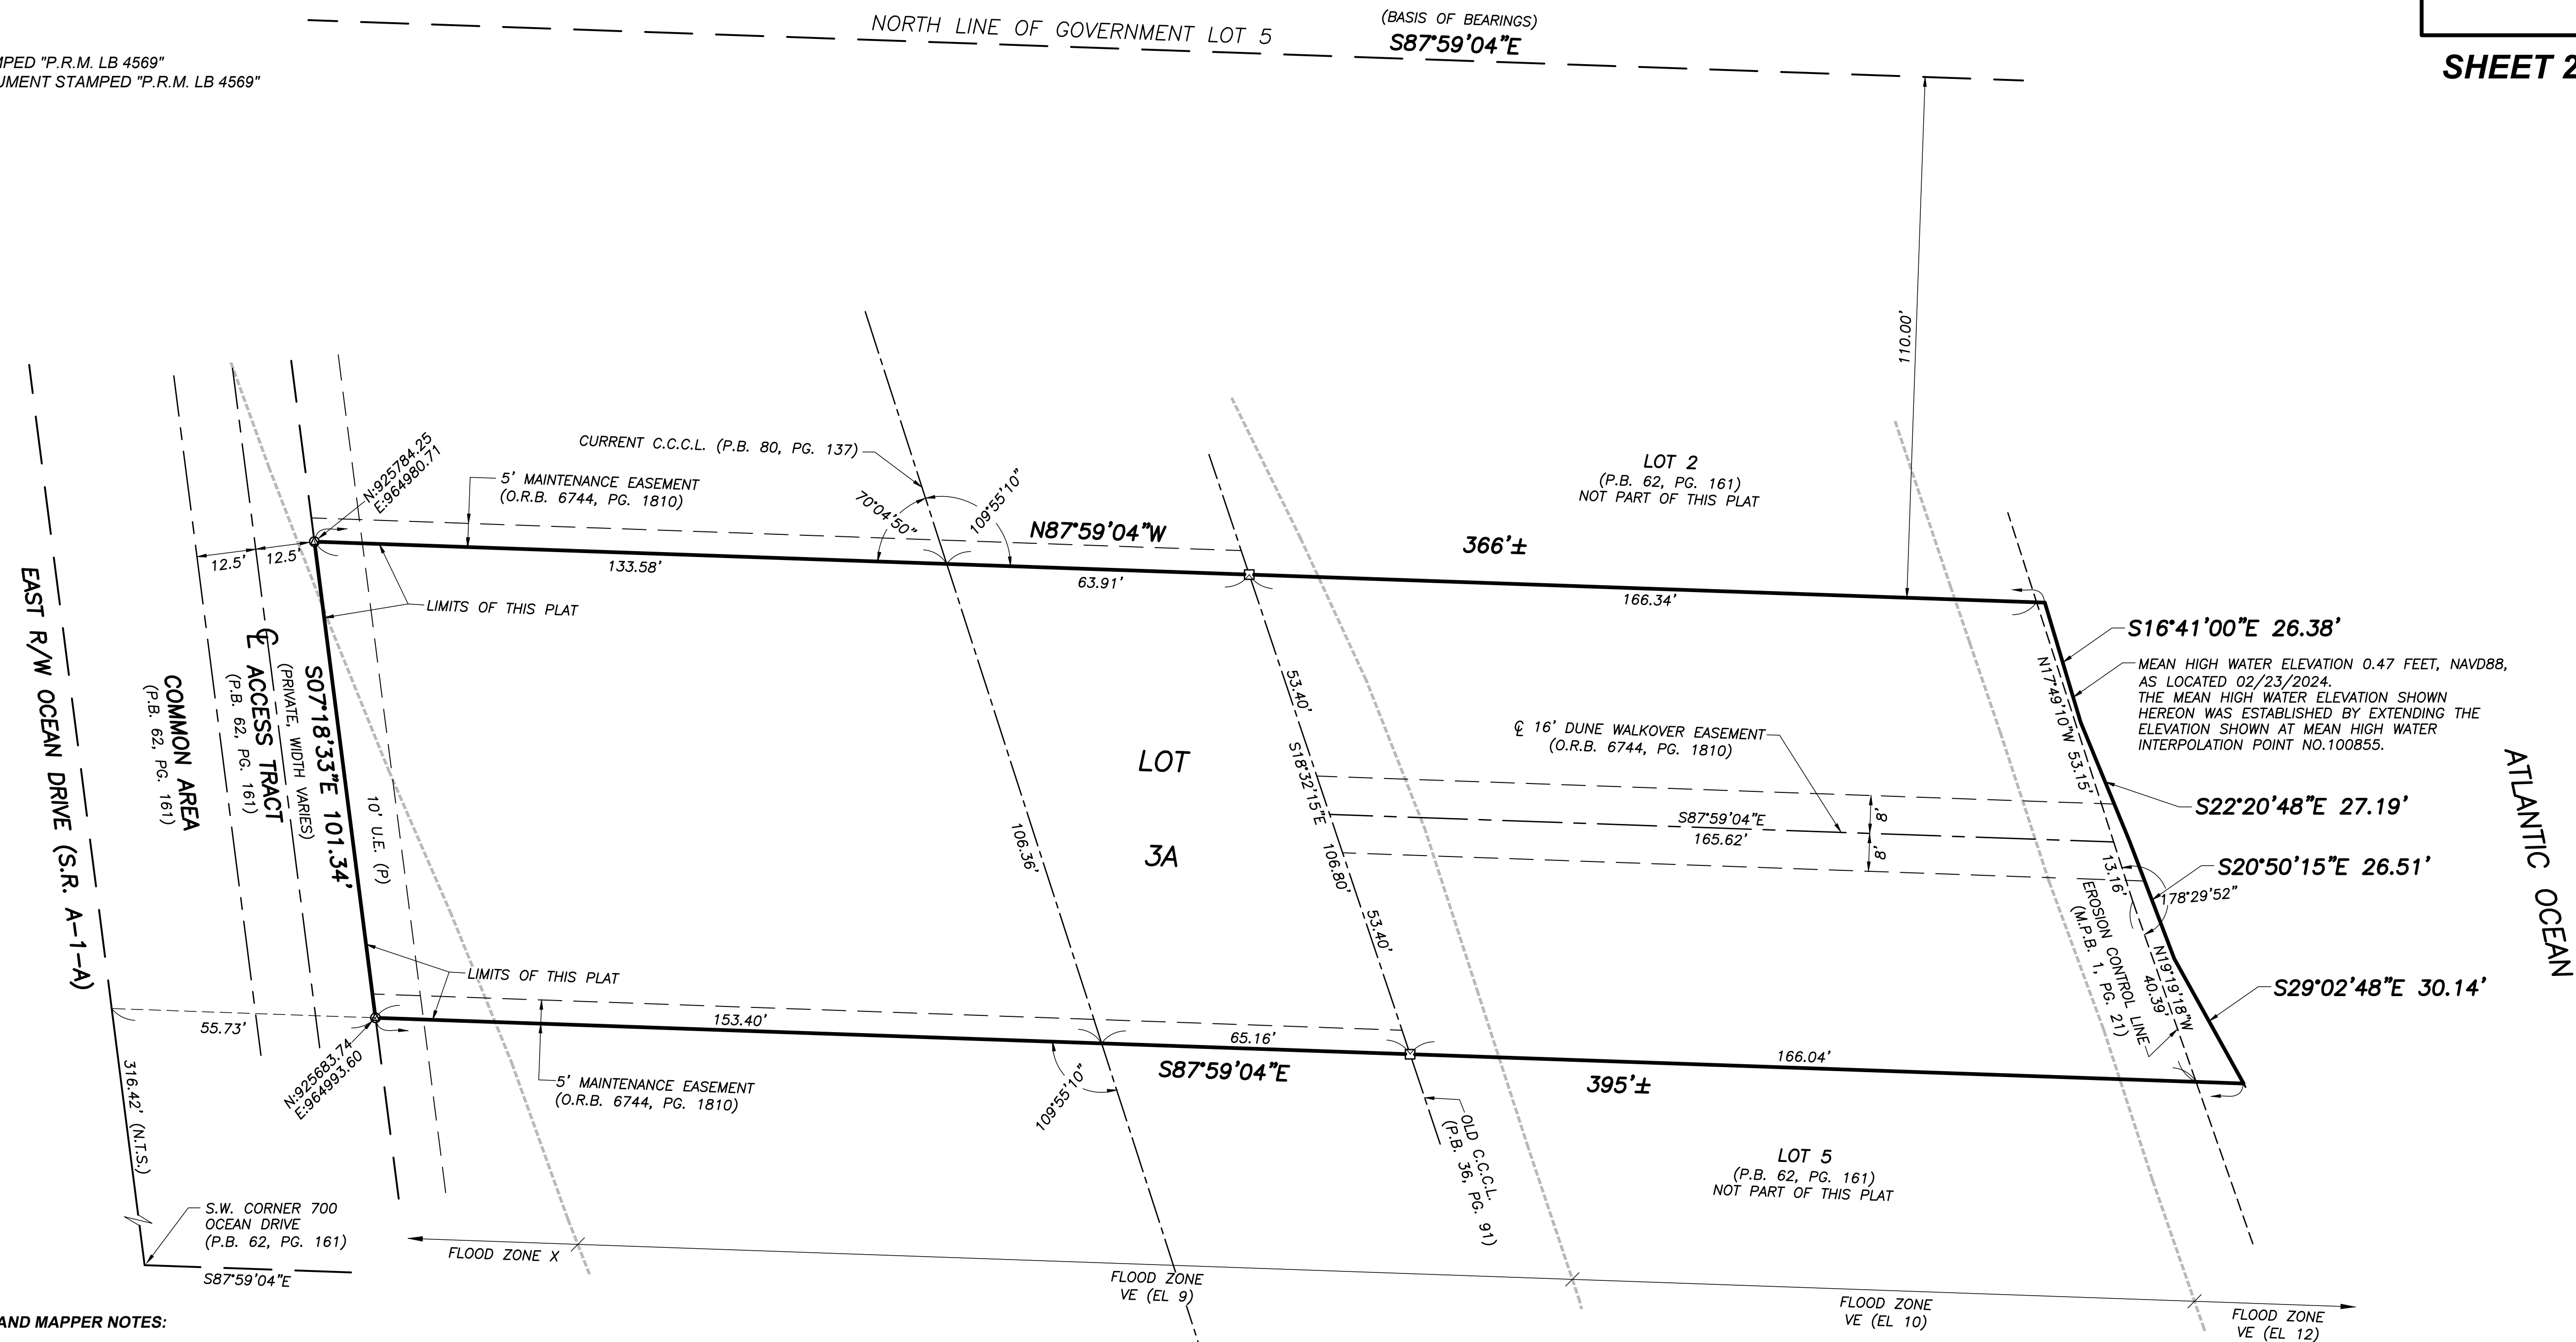 NORTH LINE OF GOVERNMENT LOT 5
(BASIS OF BEARINGS)
S87°59'04"E
SHEET 2
"P.R.M. LB 4569"
STAMPED "P.R.M. LB 4569"
110.00'
CURRENT C.C.C.L. (P.B. 80, PG. 137)
N:925784.25
E:964980.71
5' MAINTENANCE EASEMENT
(O.R.B. 6744, PG. 1810)
70°04'50"
109°55'10"
N87°59'04"W
366'±
LOT 2
(P.B. 62, PG. 161)
NOT PART OF THIS PLAT
12.5'
12.5'
133.58'
63.91'
166.34'
LIMITS OF THIS PLAT
EAST R/W OCEAN DRIVE (S.R. A-1-A)
COMMON AREA
(P.B. 62, PG. 161)
℄ ACCESS TRACT
(P.B. 62, PG. 161)
(PRIVATE, WIDTH VARIES)
S07°18'33"E 101.34'
10' U.E. (P)
LOT
3A
106.36'
53.40'
S18°32'15"E
106.80'
53.40'
℄ 16' DUNE WALKOVER EASEMENT
(O.R.B. 6744, PG. 1810)
S87°59'04"E
165.62'
8'
8'
N17°49'10"W 53.15'
13.16'
S16°41'00"E 26.38'
MEAN HIGH WATER ELEVATION 0.47 FEET, NAVD88,
AS LOCATED 02/23/2024.
THE MEAN HIGH WATER ELEVATION SHOWN
HEREON WAS ESTABLISHED BY EXTENDING THE
ELEVATION SHOWN AT MEAN HIGH WATER
INTERPOLATION POINT NO.100855.
S22°20'48"E 27.19'
S20°50'15"E 26.51'
178°29'52"
S29°02'48"E 30.14'
N19°19'18"W
40.39'
EROSION CONTROL LINE
(M.P.B. 1, PG. 21)
ATLANTIC OCEAN
LIMITS OF THIS PLAT
55.73'
153.40'
65.16'
166.04'
S87°59'04"E
395'±
N:925683.74
E:964993.60
5' MAINTENANCE EASEMENT
(O.R.B. 6744, PG. 1810)
109°55'10"
OLD C.C.C.L.
(P.B. 36, PG. 91)
LOT 5
(P.B. 62, PG. 161)
NOT PART OF THIS PLAT
316.42' (N.T.S.)
S.W. CORNER 700
OCEAN DRIVE
(P.B. 62, PG. 161)
S87°59'04"E
FLOOD ZONE X
FLOOD ZONE
VE (EL 9)
FLOOD ZONE
VE (EL 10)
FLOOD ZONE
VE (EL 12)
AND MAPPER NOTES: